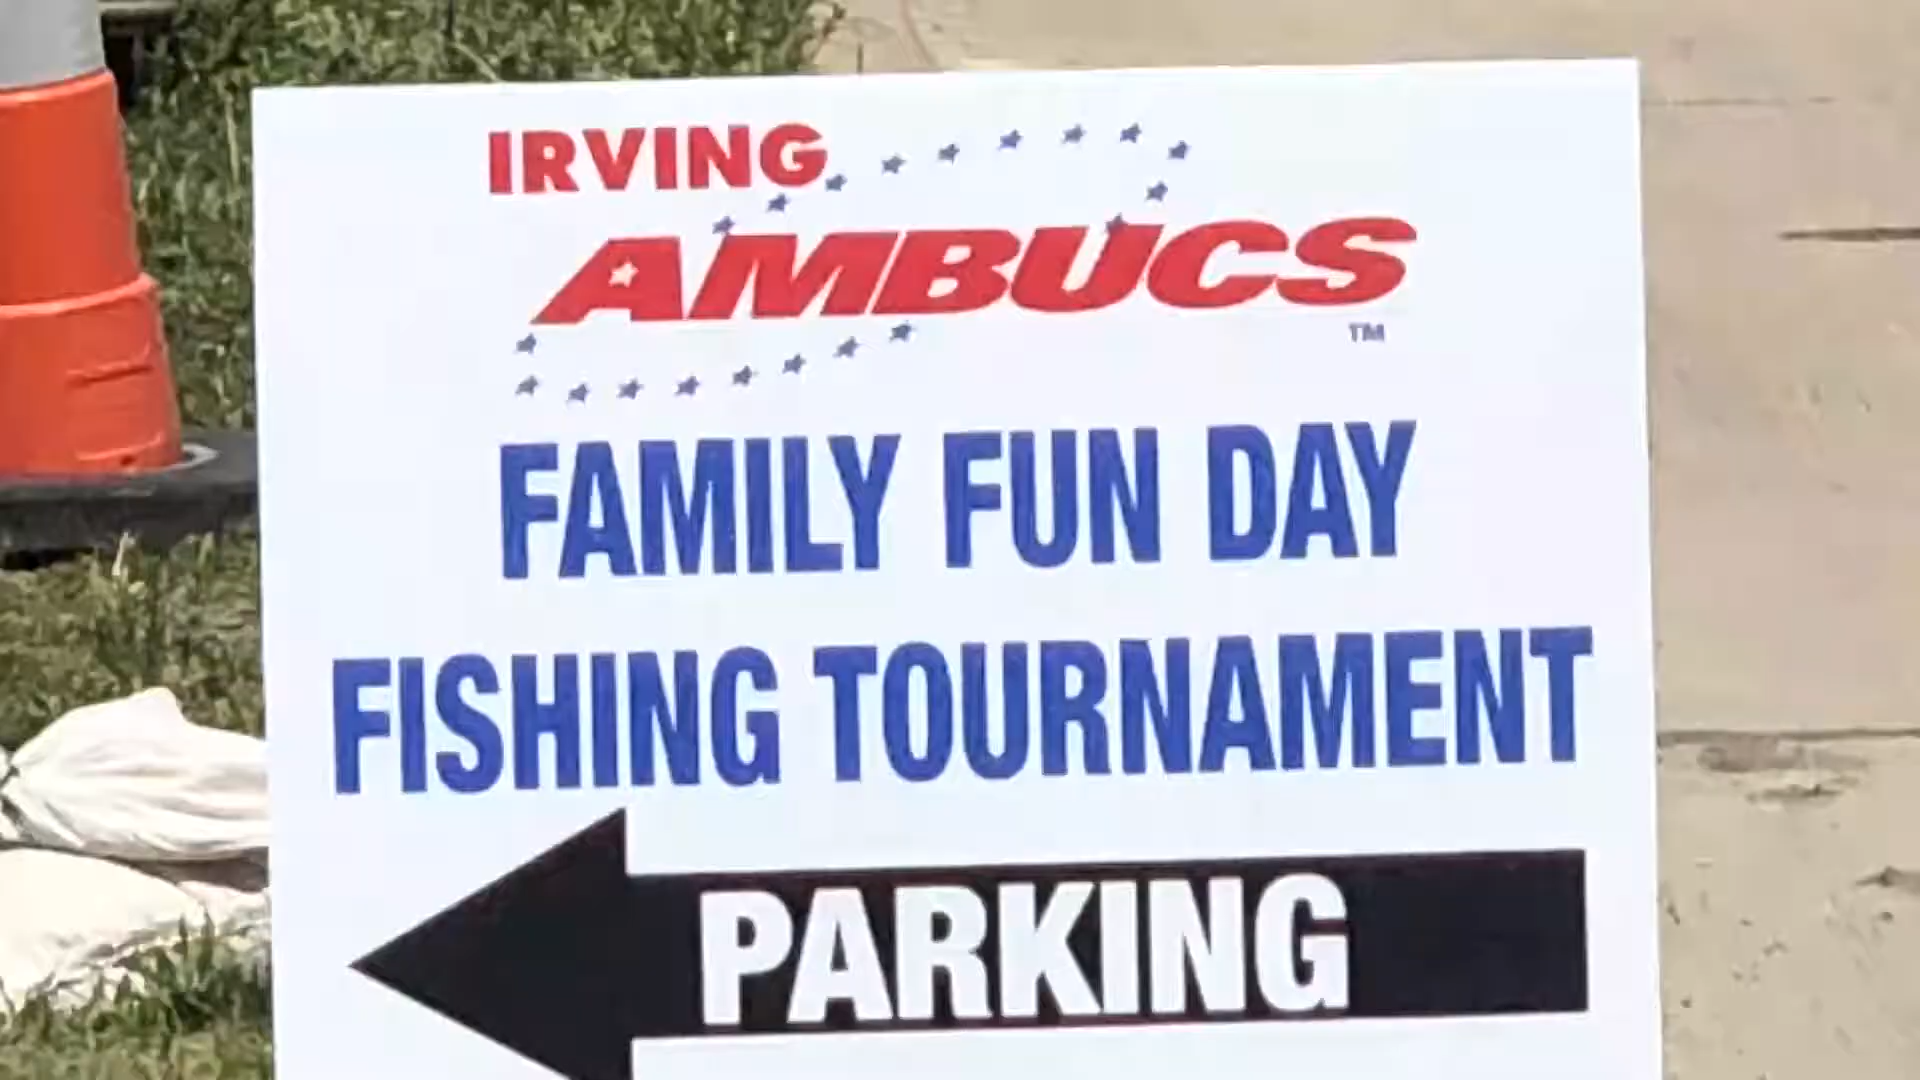 IRVING
AMBUCS
TM
FAMILY FUN DAY
FISHING TOURNAMENT
PARKING